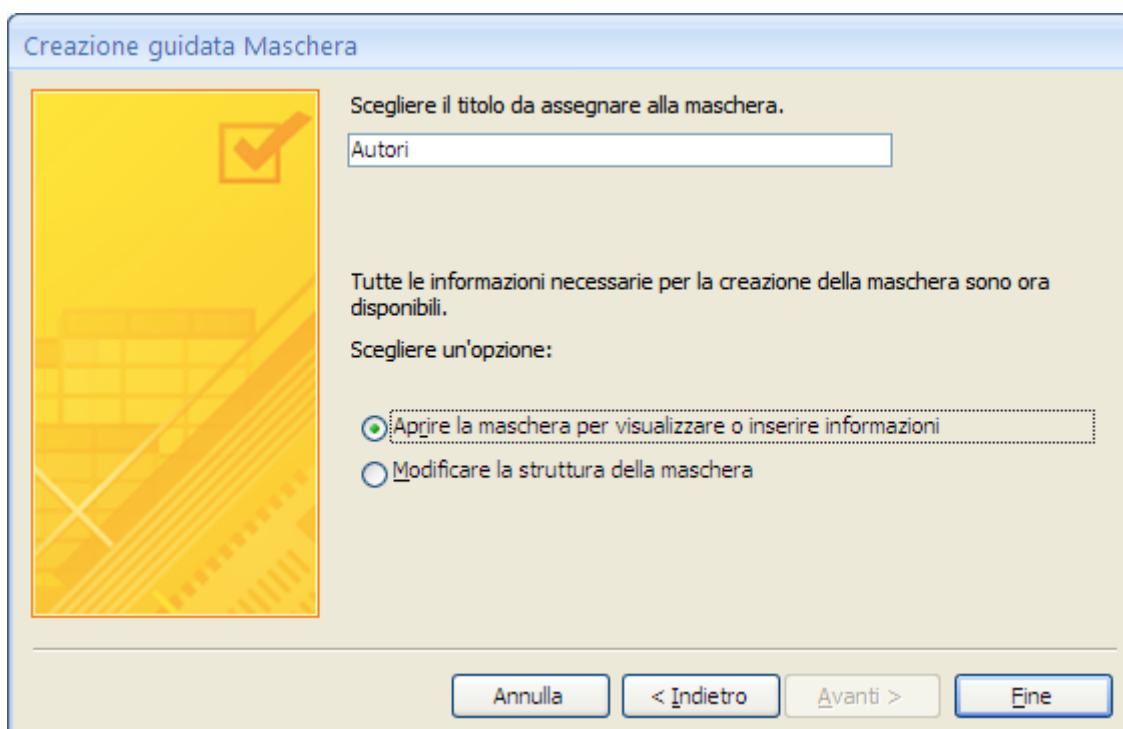 Creazione guidata Maschera
Scegliere il titolo da assegnare alla maschera.
Autori
Tutte le informazioni necessarie per la creazione della maschera sono ora
disponibili.
Scegliere un'opzione:
Aprire la maschera per visualizzare o inserire informazioni
Modificare la struttura della maschera
Annulla < Indietro Avanti > Fine